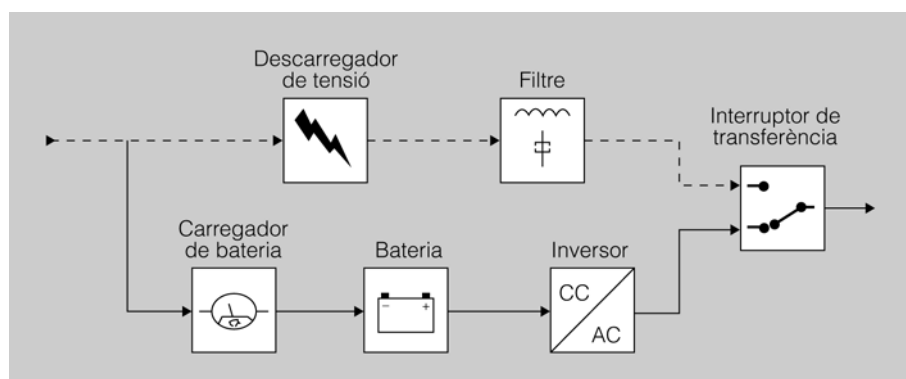 Descarregador
de tensió
Filtre
Interruptor de
transferència
Carregador
de bateria
Bateria
- +
Inversor
CC
AC